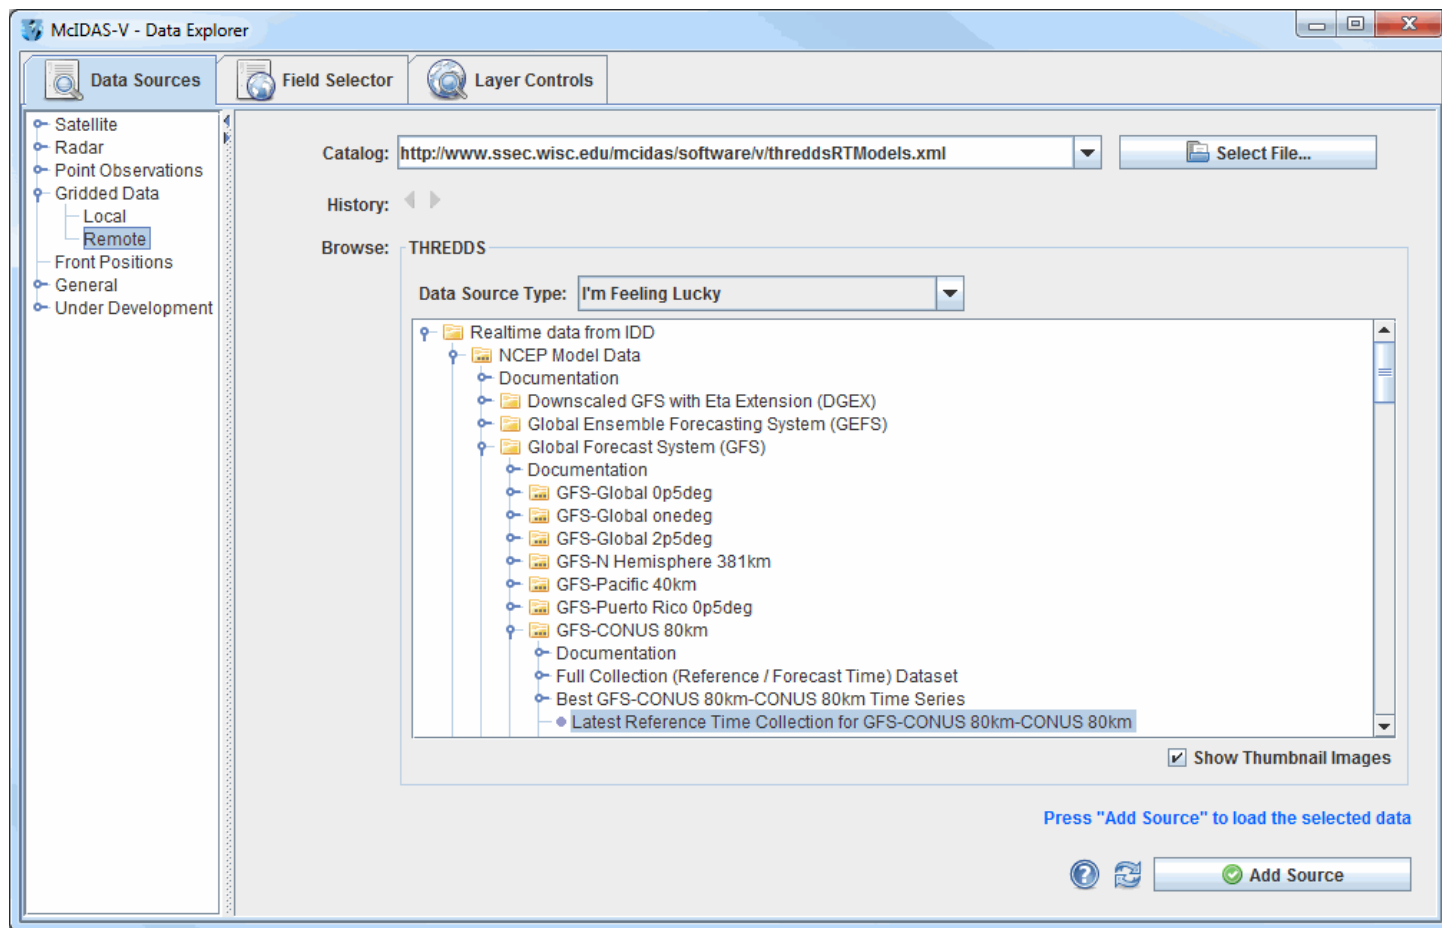 McIDAS-V - Data Explorer
Data Sources
Field Selector
Layer Controls
Satellite
Radar
Point Observations
Gridded Data
Local
Remote
Front Positions
General
Under Development
Catalog: http://www.ssec.wisc.edu/mcidas/software/v/threddsRTModels.xml Select File...
History:
Browse: THREDDS
Data Source Type: I'm Feeling Lucky
Realtime data from IDD
NCEP Model Data
Documentation
Downscaled GFS with Eta Extension (DGEX)
Global Ensemble Forecasting System (GEFS)
Global Forecast System (GFS)
Documentation
GFS-Global 0p5deg
GFS-Global onedeg
GFS-Global 2p5deg
GFS-N Hemisphere 381km
GFS-Pacific 40km
GFS-Puerto Rico 0p5deg
GFS-CONUS 80km
Documentation
Full Collection (Reference / Forecast Time) Dataset
Best GFS-CONUS 80km-CONUS 80km Time Series
Latest Reference Time Collection for GFS-CONUS 80km-CONUS 80km
Show Thumbnail Images
Press "Add Source" to load the selected data
Add Source